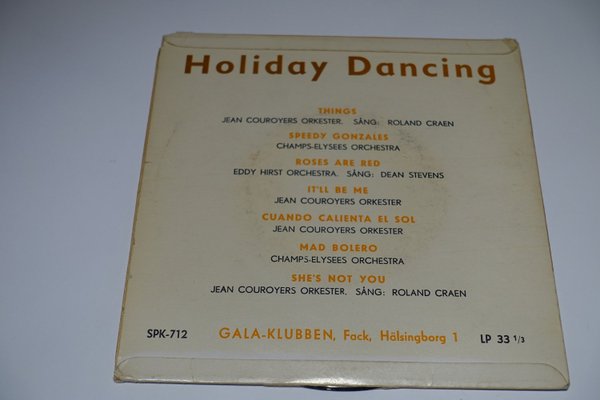 Holiday Dancing
THINGS
JEAN COUROYERS ORKESTER. SÅNG: ROLAND CRAEN
SPEEDY GONZALES
CHAMPS-ELYSEES ORCHESTRA
ROSES ARE RED
EDDY HIRST ORCHESTRA. SÅNG: DEAN STEVENS
IT'LL BE ME
JEAN COUROYERS ORKESTER
CUANDO CALIENTA EL SOL
JEAN COUROYERS ORKESTER
MAD BOLERO
CHAMPS-ELYSEES ORCHESTRA
SHE'S NOT YOU
JEAN COUROYERS ORKESTER. SÅNG: ROLAND CRAEN
SPK-712 GALA-KLUBBEN, Fack, Hälsingborg 1 LP 33 1/3